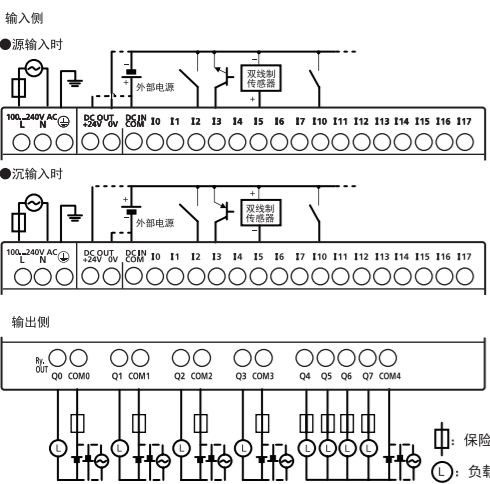 输入侧
●源输入时
− 双线制 传感器 −
+ 外部电源 +
100-240V AC DC OUT DC IN
L N +24V 0V COM I0 I1 I2 I3 I4 I5 I6 I7 I10 I11 I12 I13 I14 I15 I16 I17
●沉输入时
+ 双线制 传感器 +
− 外部电源 −
100-240V AC DC OUT DC IN
L N +24V 0V COM I0 I1 I2 I3 I4 I5 I6 I7 I10 I11 I12 I13 I14 I15 I16 I17
输出侧
Ry. OUT
Q0 COM0 Q1 COM1 Q2 COM2 Q3 COM3 Q4 Q5 Q6 Q7 COM4
L L L L L L L L
: 保险
L : 负载